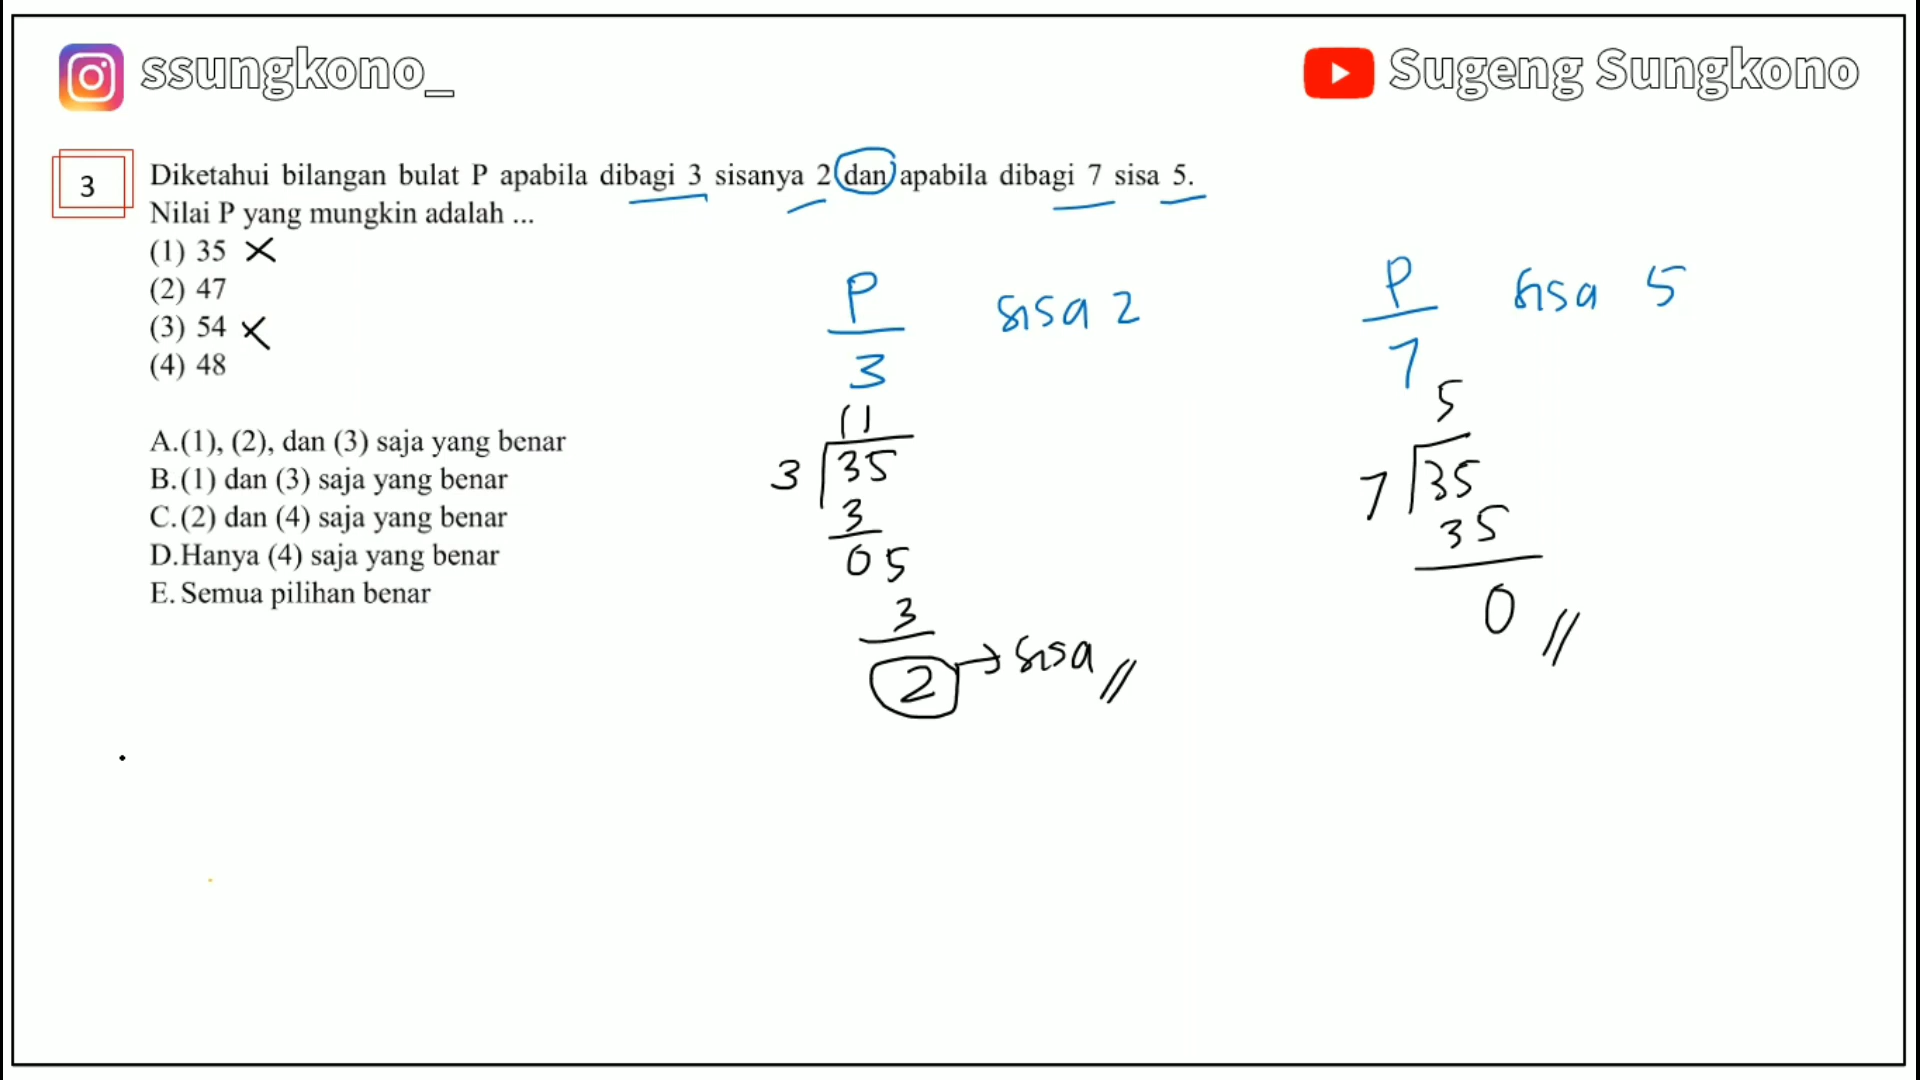 ssungkono_
Sugeng Sungkono
3
Diketahui bilangan bulat P apabila dibagi 3 sisanya 2 dan apabila dibagi 7 sisa 5.
Nilai P yang mungkin adalah ...
(1) 35 X
(2) 47
(3) 54 X
(4) 48
A.(1), (2), dan (3) saja yang benar
B.(1) dan (3) saja yang benar
C.(2) dan (4) saja yang benar
D.Hanya (4) saja yang benar
E. Semua pilihan benar
P sisa 2
3
11
3 35
3
05
3
2 → sisa //
P sisa 5
7
5
7 35
35
0 //